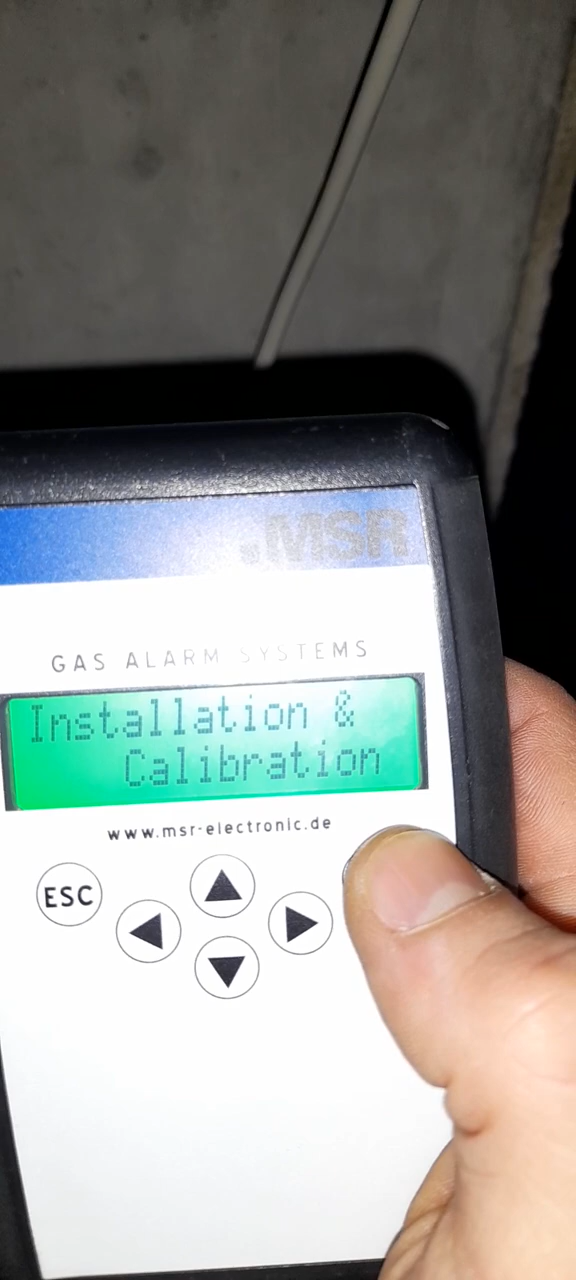 .MSR
GAS ALARM SYSTEMS
Installation &
Calibration
www.msr-electronic.de
ESC